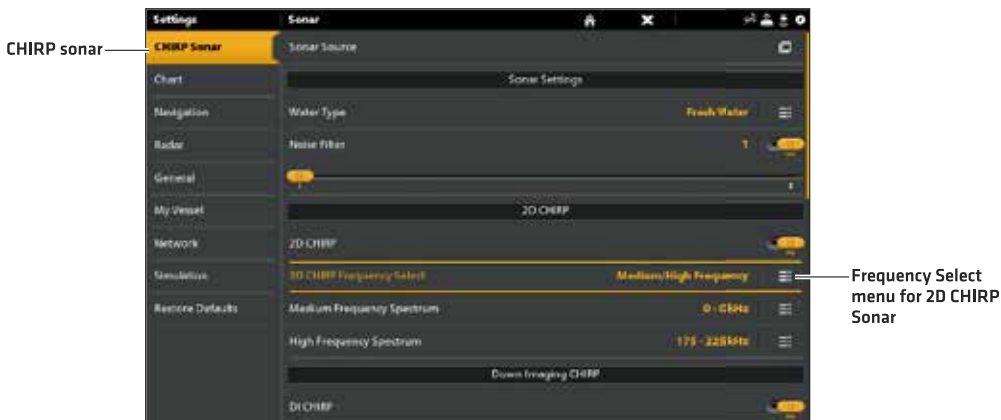 Settings
Sonar
CHIRP sonar
CHIRP Sonar
Sonar Source
Chart
Sonar Settings
Navigation
Water Type
Fresh Water
Radar
Noise Filter
1
General
1
My Vessel
2D CHIRP
Network
2D CHIRP
Simulation
2D CHIRP Frequency Select
Medium/High Frequency
Frequency Select
menu for 2D CHIRP
Sonar
Restore Defaults
Medium Frequency Spectrum
0 - 0kHz
High Frequency Spectrum
175 - 225kHz
Down Imaging CHIRP
DI CHIRP